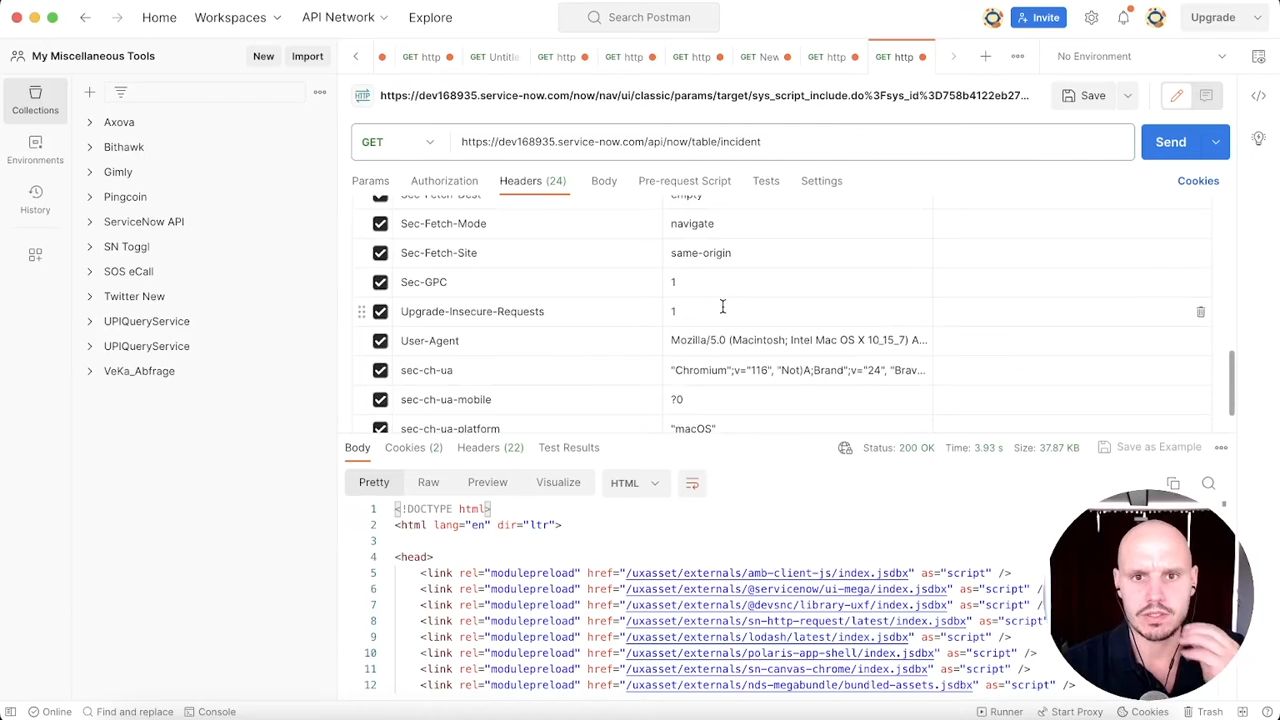 Home Workspaces API Network Explore Search Postman Invite Upgrade
My Miscellaneous Tools New Import http Untitle http http http New http http No Environment
https://dev168935.service-now.com/now/nav/ui/classic/params/target/sys_script_include.do%3Fsys_id%3D758b4122eb27... Save
Collections
Environments
History
Axova
Bithawk
Gimly
Pingcoin
ServiceNow API
SN Toggl
SOS eCall
Twitter New
UPIQueryService
UPIQueryService
VeKa_Abfrage
GET https://dev168935.service-now.com/api/now/table/incident Send
Params Authorization Headers (24) Body Pre-request Script Tests Settings Cookies
Sec-Fetch-Dest empty
Sec-Fetch-Mode navigate
Sec-Fetch-Site same-origin
Sec-GPC 1
Upgrade-Insecure-Requests 1
User-Agent Mozilla/5.0 (Macintosh; Intel Mac OS X 10_15_7) A...
sec-ch-ua "Chromium";v="116", "Not)A;Brand";v="24", "Brav...
sec-ch-ua-mobile ?0
sec-ch-ua-platform "macOS"
Body Cookies (2) Headers (22) Test Results Status: 200 OK Time: 3.93 s Size: 37.87 KB Save as Example
Pretty Raw Preview Visualize HTML
1 <!DOCTYPE html>
2 <html lang="en" dir="ltr">
3
4 <head>
5 <link rel="modulepreload" href="/uxasset/externals/amb-client-js/index.jsdbx" as="script" />
6 <link rel="modulepreload" href="/uxasset/externals/@servicenow/ui-mega/index.jsdbx" as="script" /
7 <link rel="modulepreload" href="/uxasset/externals/@devsnc/library-uxf/index.jsdbx" as="script" /
8 <link rel="modulepreload" href="/uxasset/externals/sn-http-request/latest/index.jsdbx" as="script"
9 <link rel="modulepreload" href="/uxasset/externals/lodash/latest/index.jsdbx" as="script" />
10 <link rel="modulepreload" href="/uxasset/externals/polaris-app-shell/index.jsdbx" as="script" />
11 <link rel="modulepreload" href="/uxasset/externals/sn-canvas-chrome/index.jsdbx" as="script" />
12 <link rel="modulepreload" href="/uxasset/externals/nds-megabundle/bundled-assets.jsdbx" as="script" />
Online Find and replace Console Runner Start Proxy Cookies Trash